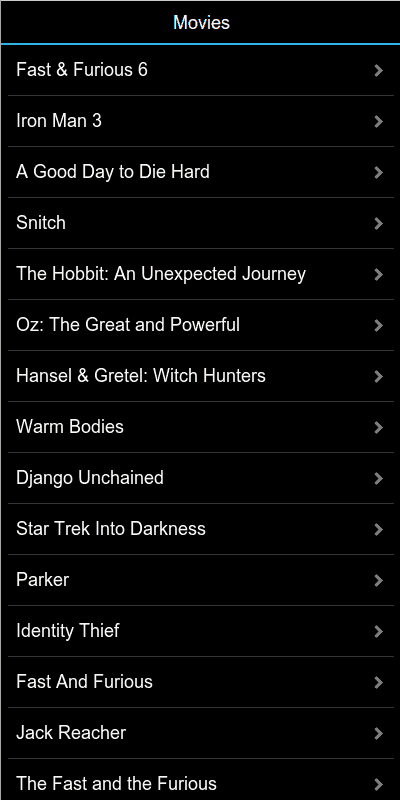 Movies
Fast & Furious 6
Iron Man 3
A Good Day to Die Hard
Snitch
The Hobbit: An Unexpected Journey
Oz: The Great and Powerful
Hansel & Gretel: Witch Hunters
Warm Bodies
Django Unchained
Star Trek Into Darkness
Parker
Identity Thief
Fast And Furious
Jack Reacher
The Fast and the Furious